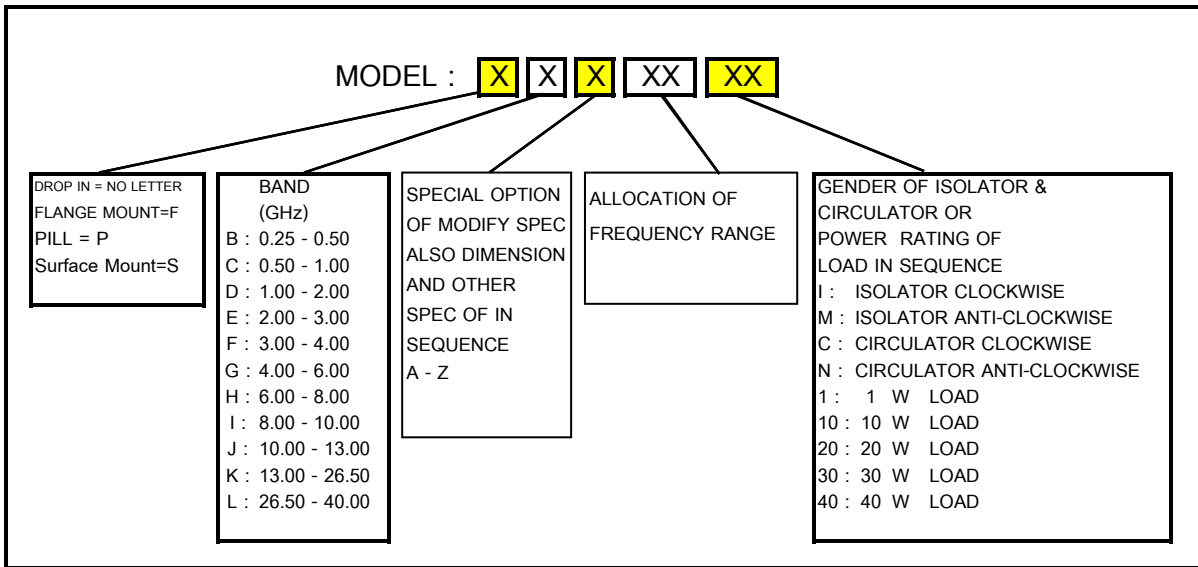 MODEL : X X X XX XX
DROP IN = NO LETTER
FLANGE MOUNT=F
PILL = P
Surface Mount=S
BAND
(GHz)
B : 0.25 - 0.50
C : 0.50 - 1.00
D : 1.00 - 2.00
E : 2.00 - 3.00
F : 3.00 - 4.00
G : 4.00 - 6.00
H : 6.00 - 8.00
I : 8.00 - 10.00
J : 10.00 - 13.00
K : 13.00 - 26.50
L : 26.50 - 40.00
SPECIAL OPTION
OF MODIFY SPEC
ALSO DIMENSION
AND OTHER
SPEC OF IN
SEQUENCE
A - Z
ALLOCATION OF
FREQUENCY RANGE
GENDER OF ISOLATOR &
CIRCULATOR OR
POWER RATING OF
LOAD IN SEQUENCE
I : ISOLATOR CLOCKWISE
M : ISOLATOR ANTI-CLOCKWISE
C : CIRCULATOR CLOCKWISE
N : CIRCULATOR ANTI-CLOCKWISE
1 : 1 W LOAD
10 : 10 W LOAD
20 : 20 W LOAD
30 : 30 W LOAD
40 : 40 W LOAD